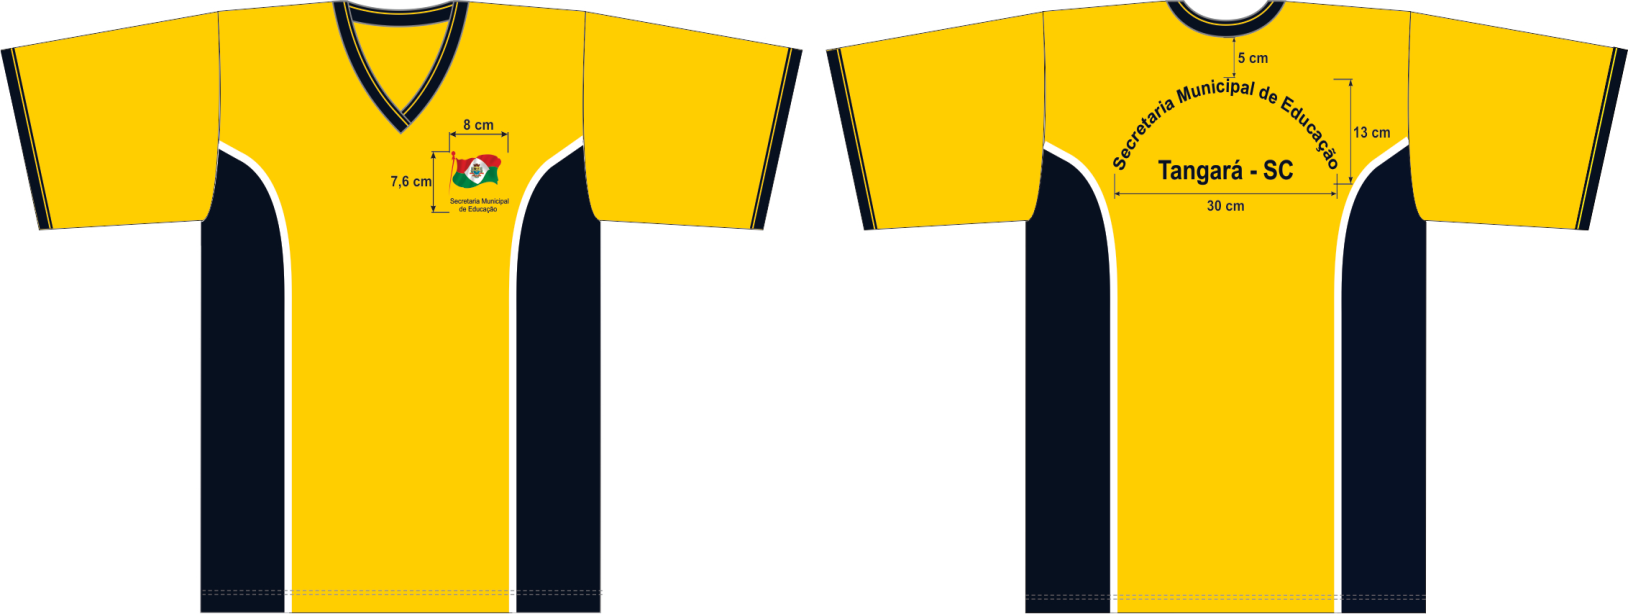 8 cm
7,6 cm
Secretaria Municipal
de Educação
5 cm
Secretaria Municipal de Educação
13 cm
Tangará - SC
30 cm